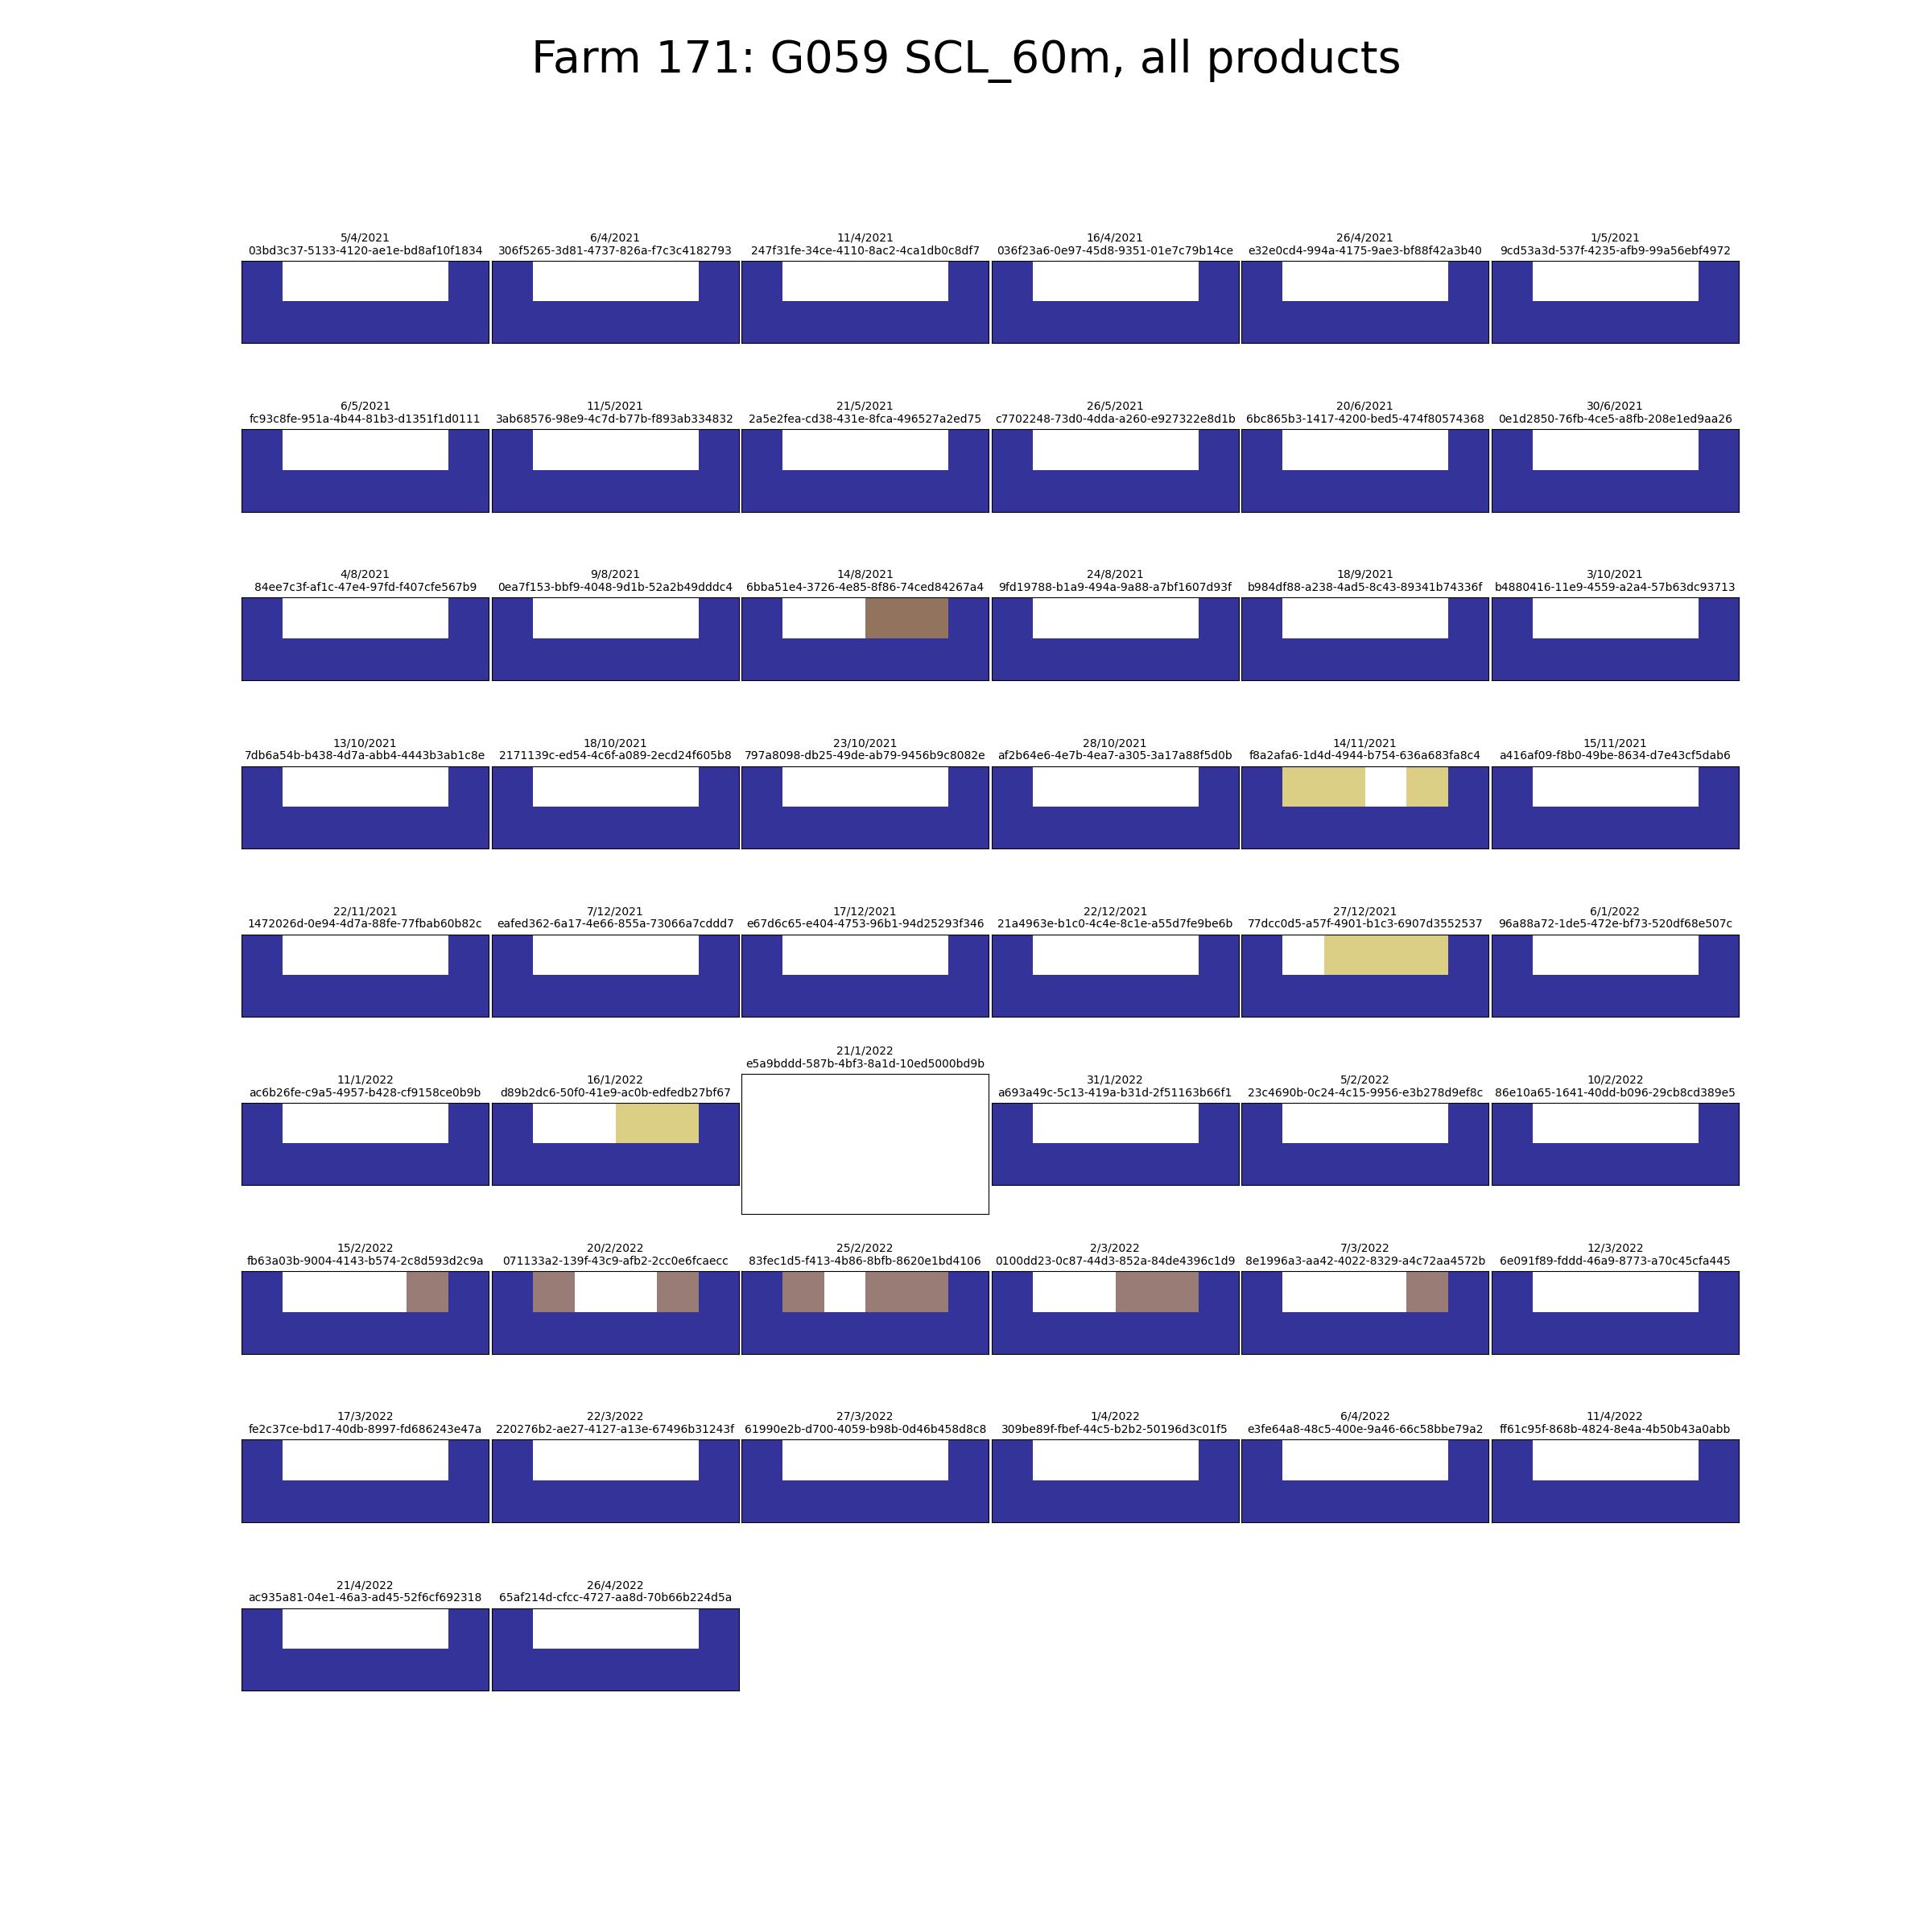 Farm 171: G059 SCL_60m, all products
5/4/2021
03bd3c37-5133-4120-ae1e-bd8af10f1834
6/4/2021
306f5265-3d81-4737-826a-f7c3c4182793
11/4/2021
247f31fe-34ce-4110-8ac2-4ca1db0c8df7
16/4/2021
036f23a6-0e97-45d8-9351-01e7c79b14ce
26/4/2021
e32e0cd4-994a-4175-9ae3-bf88f42a3b40
1/5/2021
9cd53a3d-537f-4235-afb9-99a56ebf4972
6/5/2021
fc93c8fe-951a-4b44-81b3-d1351f1d0111
11/5/2021
3ab68576-98e9-4c7d-b77b-f893ab334832
21/5/2021
2a5e2fea-cd38-431e-8fca-496527a2ed75
26/5/2021
c7702248-73d0-4dda-a260-e927322e8d1b
20/6/2021
6bc865b3-1417-4200-bed5-474f80574368
30/6/2021
0e1d2850-76fb-4ce5-a8fb-208e1ed9aa26
4/8/2021
84ee7c3f-af1c-47e4-97fd-f407cfe567b9
9/8/2021
0ea7f153-bbf9-4048-9d1b-52a2b49dddc4
14/8/2021
6bba51e4-3726-4e85-8f86-74ced84267a4
24/8/2021
9fd19788-b1a9-494a-9a88-a7bf1607d93f
18/9/2021
b984df88-a238-4ad5-8c43-89341b74336f
3/10/2021
b4880416-11e9-4559-a2a4-57b63dc93713
13/10/2021
7db6a54b-b438-4d7a-abb4-4443b3ab1c8e
18/10/2021
2171139c-ed54-4c6f-a089-2ecd24f605b8
23/10/2021
797a8098-db25-49de-ab79-9456b9c8082e
28/10/2021
af2b64e6-4e7b-4ea7-a305-3a17a88f5d0b
14/11/2021
f8a2afa6-1d4d-4944-b754-636a683fa8c4
15/11/2021
a416af09-f8b0-49be-8634-d7e43cf5dab6
22/11/2021
1472026d-0e94-4d7a-88fe-77fbab60b82c
7/12/2021
eafed362-6a17-4e66-855a-73066a7cddd7
17/12/2021
e67d6c65-e404-4753-96b1-94d25293f346
22/12/2021
21a4963e-b1c0-4c4e-8c1e-a55d7fe9be6b
27/12/2021
77dcc0d5-a57f-4901-b1c3-6907d3552537
6/1/2022
96a88a72-1de5-472e-bf73-520df68e507c
11/1/2022
ac6b26fe-c9a5-4957-b428-cf9158ce0b9b
16/1/2022
d89b2dc6-50f0-41e9-ac0b-edfedb27bf67
21/1/2022
e5a9bddd-587b-4bf3-8a1d-10ed5000bd9b
31/1/2022
a693a49c-5c13-419a-b31d-2f51163b66f1
5/2/2022
23c4690b-0c24-4c15-9956-e3b278d9ef8c
10/2/2022
86e10a65-1641-40dd-b096-29cb8cd389e5
15/2/2022
fb63a03b-9004-4143-b574-2c8d593d2c9a
20/2/2022
071133a2-139f-43c9-afb2-2cc0e6fcaecc
25/2/2022
83fec1d5-f413-4b86-8bfb-8620e1bd4106
2/3/2022
0100dd23-0c87-44d3-852a-84de4396c1d9
7/3/2022
8e1996a3-aa42-4022-8329-a4c72aa4572b
12/3/2022
6e091f89-fddd-46a9-8773-a70c45cfa445
17/3/2022
fe2c37ce-bd17-40db-8997-fd686243e47a
22/3/2022
220276b2-ae27-4127-a13e-67496b31243f
27/3/2022
61990e2b-d700-4059-b98b-0d46b458d8c8
1/4/2022
309be89f-fbef-44c5-b2b2-50196d3c01f5
6/4/2022
e3fe64a8-48c5-400e-9a46-66c58bbe79a2
11/4/2022
ff61c95f-868b-4824-8e4a-4b50b43a0abb
21/4/2022
ac935a81-04e1-46a3-ad45-52f6cf692318
26/4/2022
65af214d-cfcc-4727-aa8d-70b66b224d5a